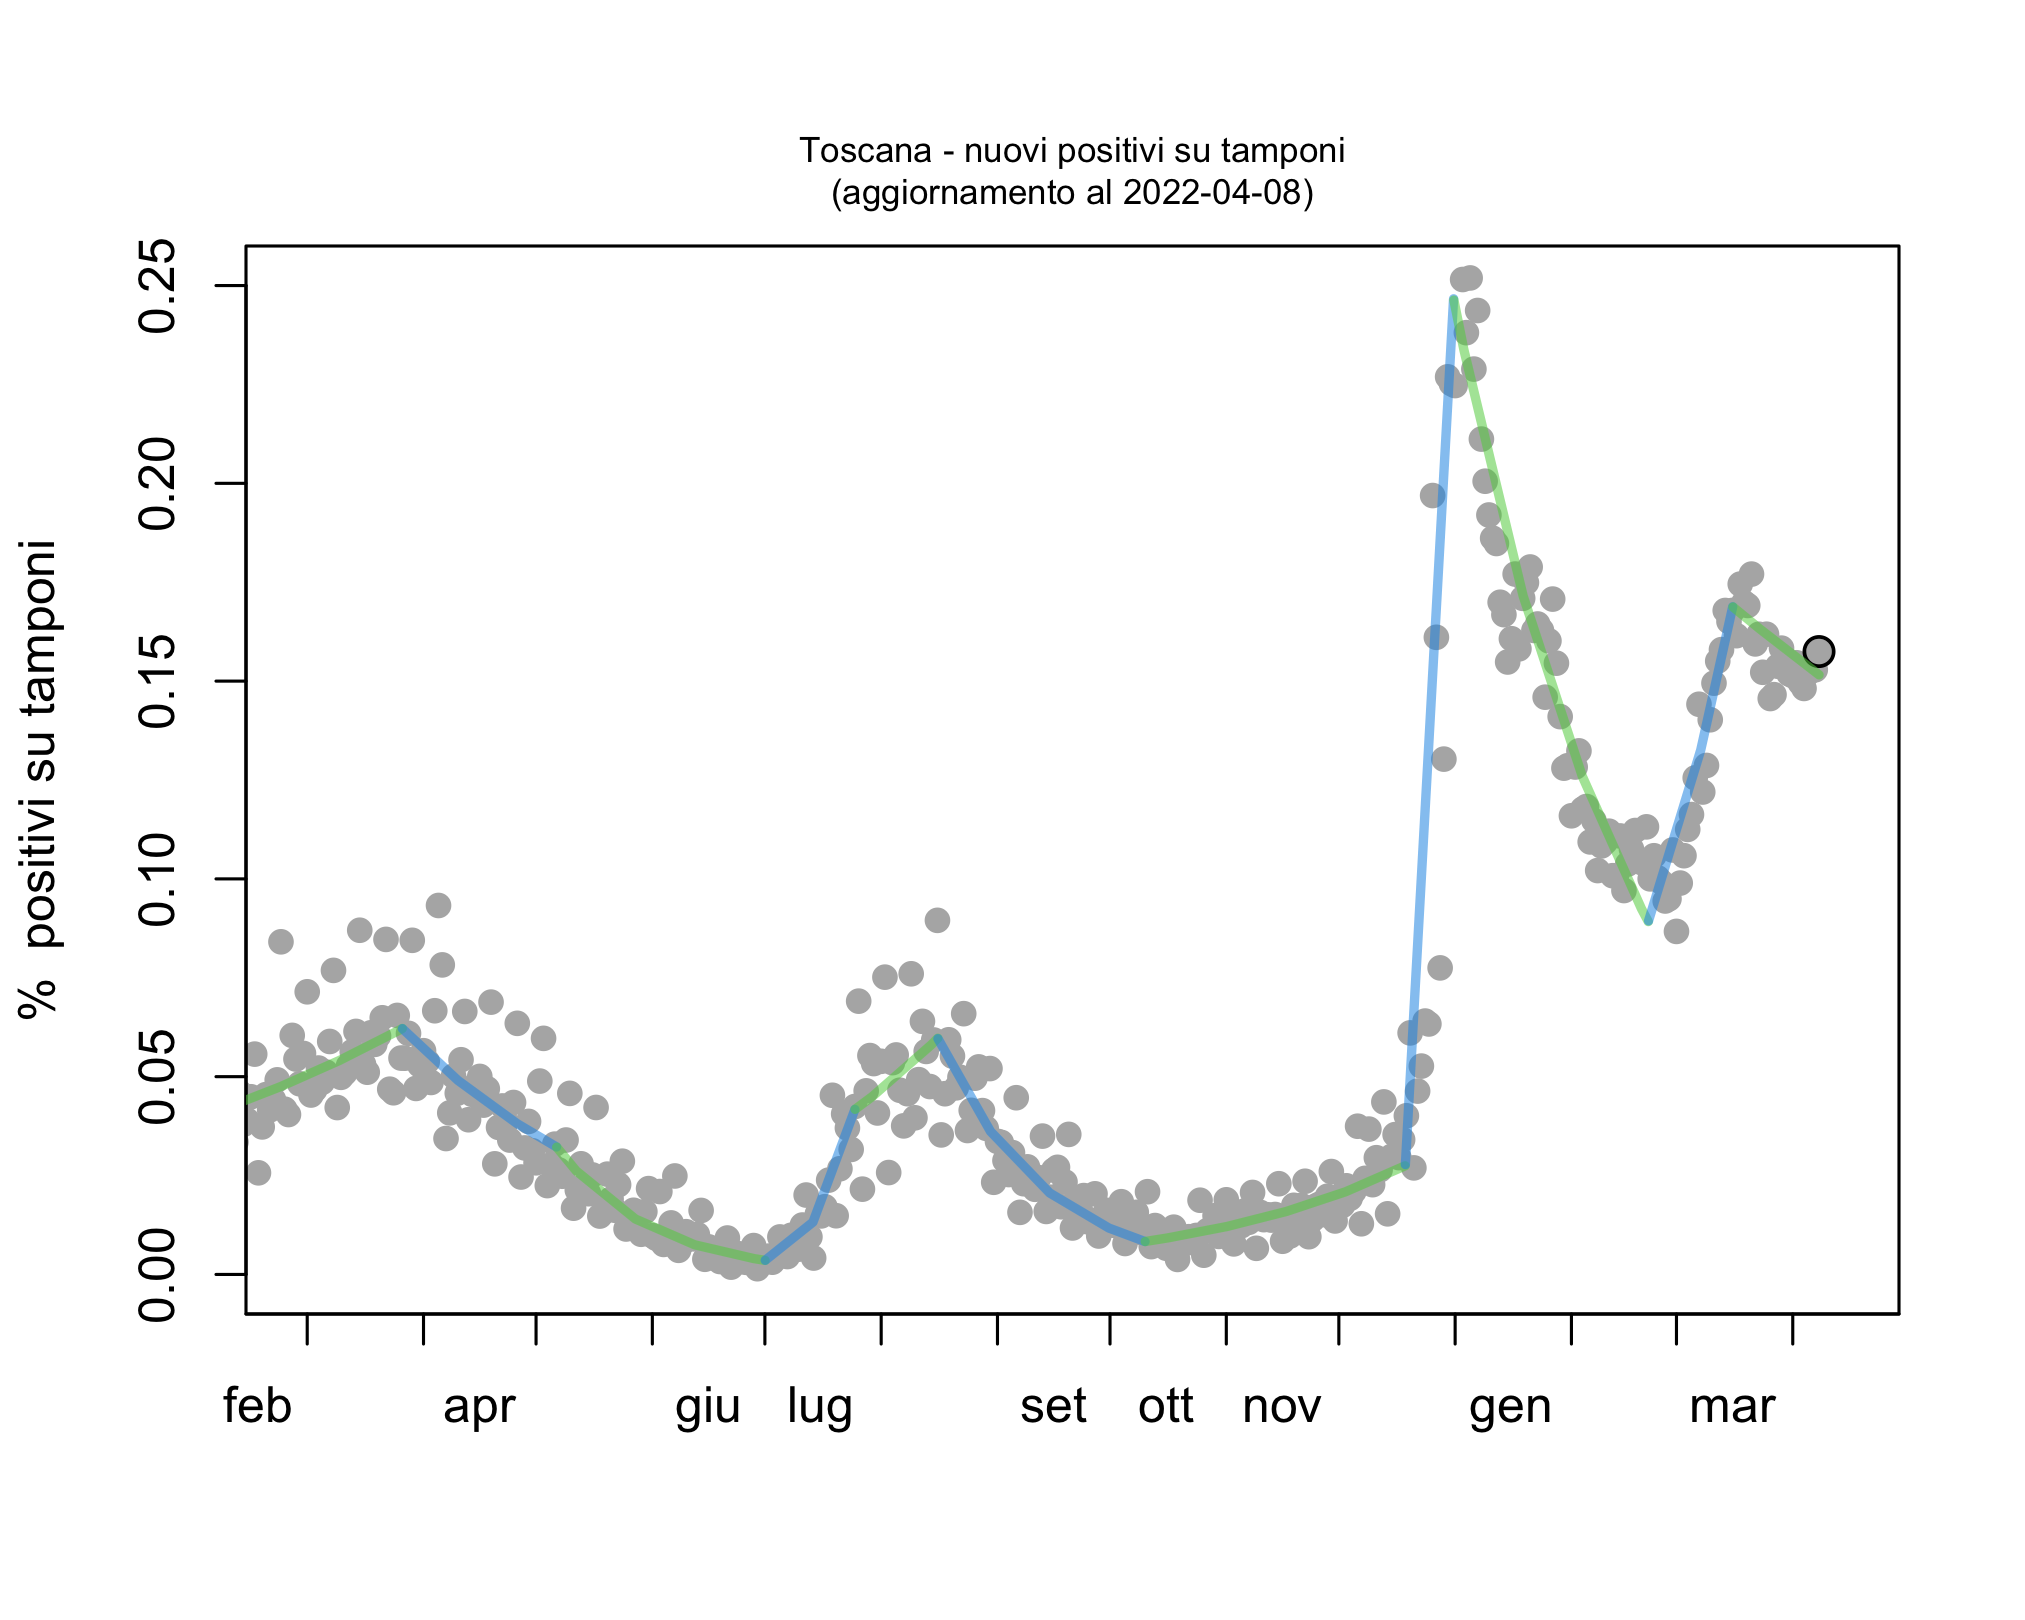 Toscana - nuovi positivi su tamponi
(aggiornamento al 2022-04-08)
% positivi su tamponi
0.25
0.20
0.15
0.10
0.05
0.00
feb apr giu lug set ott nov gen mar